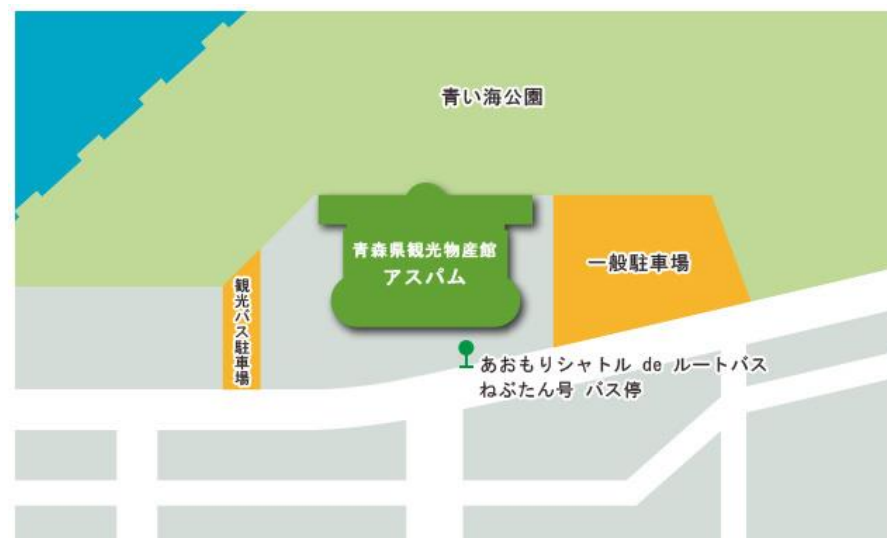 青い海公園
青森県観光物産館
アスパム
一般駐車場
観光バス駐車場
あおもりシャトル de ルートバス
ねぶたん号 バス停